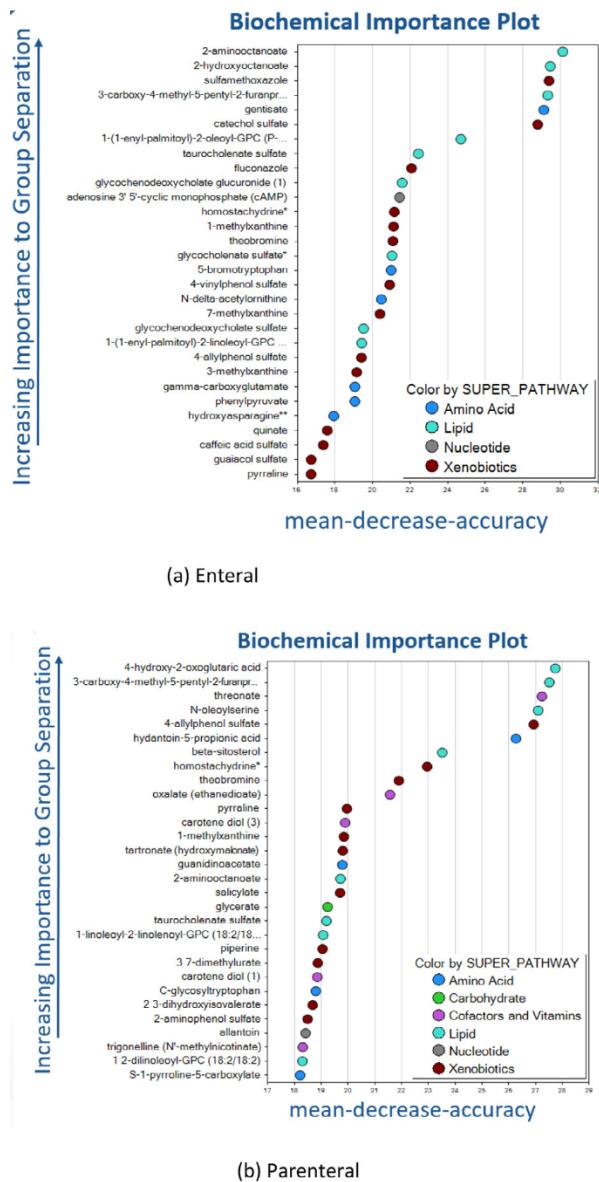 Biochemical Importance Plot
Increasing Importance to Group Separation
2-aminooctanoate
2-hydroxyoctanoate
sulfamethoxazole
3-carboxy-4-methyl-5-pentyl-2-furanpr...
gentisate
catechol sulfate
1-(1-enyl-palmitoyl)-2-oleoyl-GPC (P-...
taurocholenate sulfate
fluconazole
glycochenodeoxycholate glucuronide (1)
adenosine 3' 5'-cyclic monophosphate (cAMP)
homostachydrine*
1-methylxanthine
theobromine
glycocholenate sulfate*
5-bromotryptophan
4-vinylphenol sulfate
N-delta-acetylornithine
7-methylxanthine
glycochenodeoxycholate sulfate
1-(1-enyl-palmitoyl)-2-linoleoyl-GPC ...
4-allylphenol sulfate
3-methylxanthine
gamma-carboxyglutamate
phenylpyruvate
hydroxyasparagine**
quinate
caffeic acid sulfate
guaiacol sulfate
pyrraline
Color by SUPER_PATHWAY
Amino Acid
Lipid
Nucleotide
Xenobiotics
16 18 20 22 24 26 28 30 32
mean-decrease-accuracy
(a) Enteral
Biochemical Importance Plot
Increasing Importance to Group Separation
4-hydroxy-2-oxoglutaric acid
3-carboxy-4-methyl-5-pentyl-2-furanpr...
threonate
N-oleoylserine
4-allylphenol sulfate
hydantoin-5-propionic acid
beta-sitosterol
homostachydrine*
theobromine
oxalate (ethanedioate)
pyrraline
carotene diol (3)
1-methylxanthine
tartronate (hydroxymalonate)
guanidinoacetate
2-aminooctanoate
salicylate
glycerate
taurocholenate sulfate
1-linoleoyl-2-linolenoyl-GPC (18:2/18...
piperine
3 7-dimethylurate
carotene diol (1)
C-glycosyltryptophan
2 3-dihydroxyisovalerate
2-aminophenol sulfate
allantoin
trigonelline (N'-methylnicotinate)
1 2-dilinoleoyl-GPC (18:2/18:2)
S-1-pyrroline-5-carboxylate
Color by SUPER_PATHWAY
Amino Acid
Carbohydrate
Cofactors and Vitamins
Lipid
Nucleotide
Xenobiotics
17 18 19 20 21 22 23 24 25 26 27 28 29
mean-decrease-accuracy
(b) Parenteral